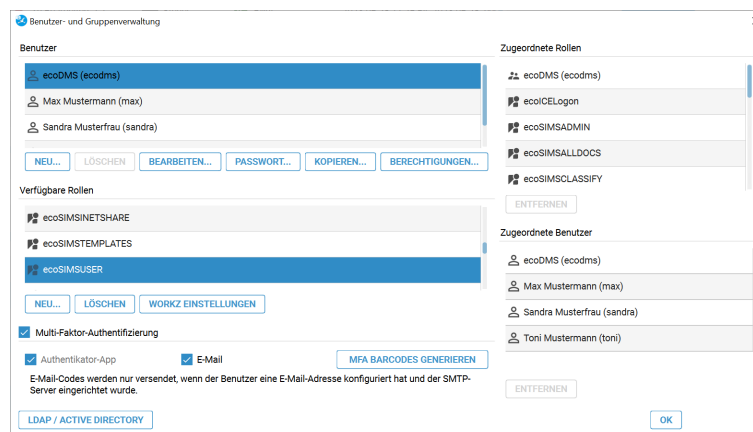 Benutzer- und Gruppenverwaltung
Benutzer
ecoDMS (ecodms)
Max Mustermann (max)
Sandra Musterfrau (sandra)
NEU... LÖSCHEN BEARBEITEN... PASSWORT... KOPIEREN... BERECHTIGUNGEN...
Verfügbare Rollen
ecoSIMSINETSHARE
ecoSIMSTEMPLATES
ecoSIMSUSER
NEU... LÖSCHEN WORKZ EINSTELLUNGEN
Multi-Faktor-Authentifizierung
Authentikator-App E-Mail MFA BARCODES GENERIEREN
E-Mail-Codes werden nur versendet, wenn der Benutzer eine E-Mail-Adresse konfiguriert hat und der SMTP-
Server eingerichtet wurde.
LDAP / ACTIVE DIRECTORY
Zugeordnete Rollen
ecoDMS (ecodms)
ecoICELogon
ecoSIMSADMIN
ecoSIMSALLDOCS
ecoSIMSCLASSIFY
ENTFERNEN
Zugeordnete Benutzer
ecoDMS (ecodms)
Max Mustermann (max)
Sandra Musterfrau (sandra)
Toni Mustermann (toni)
ENTFERNEN
OK